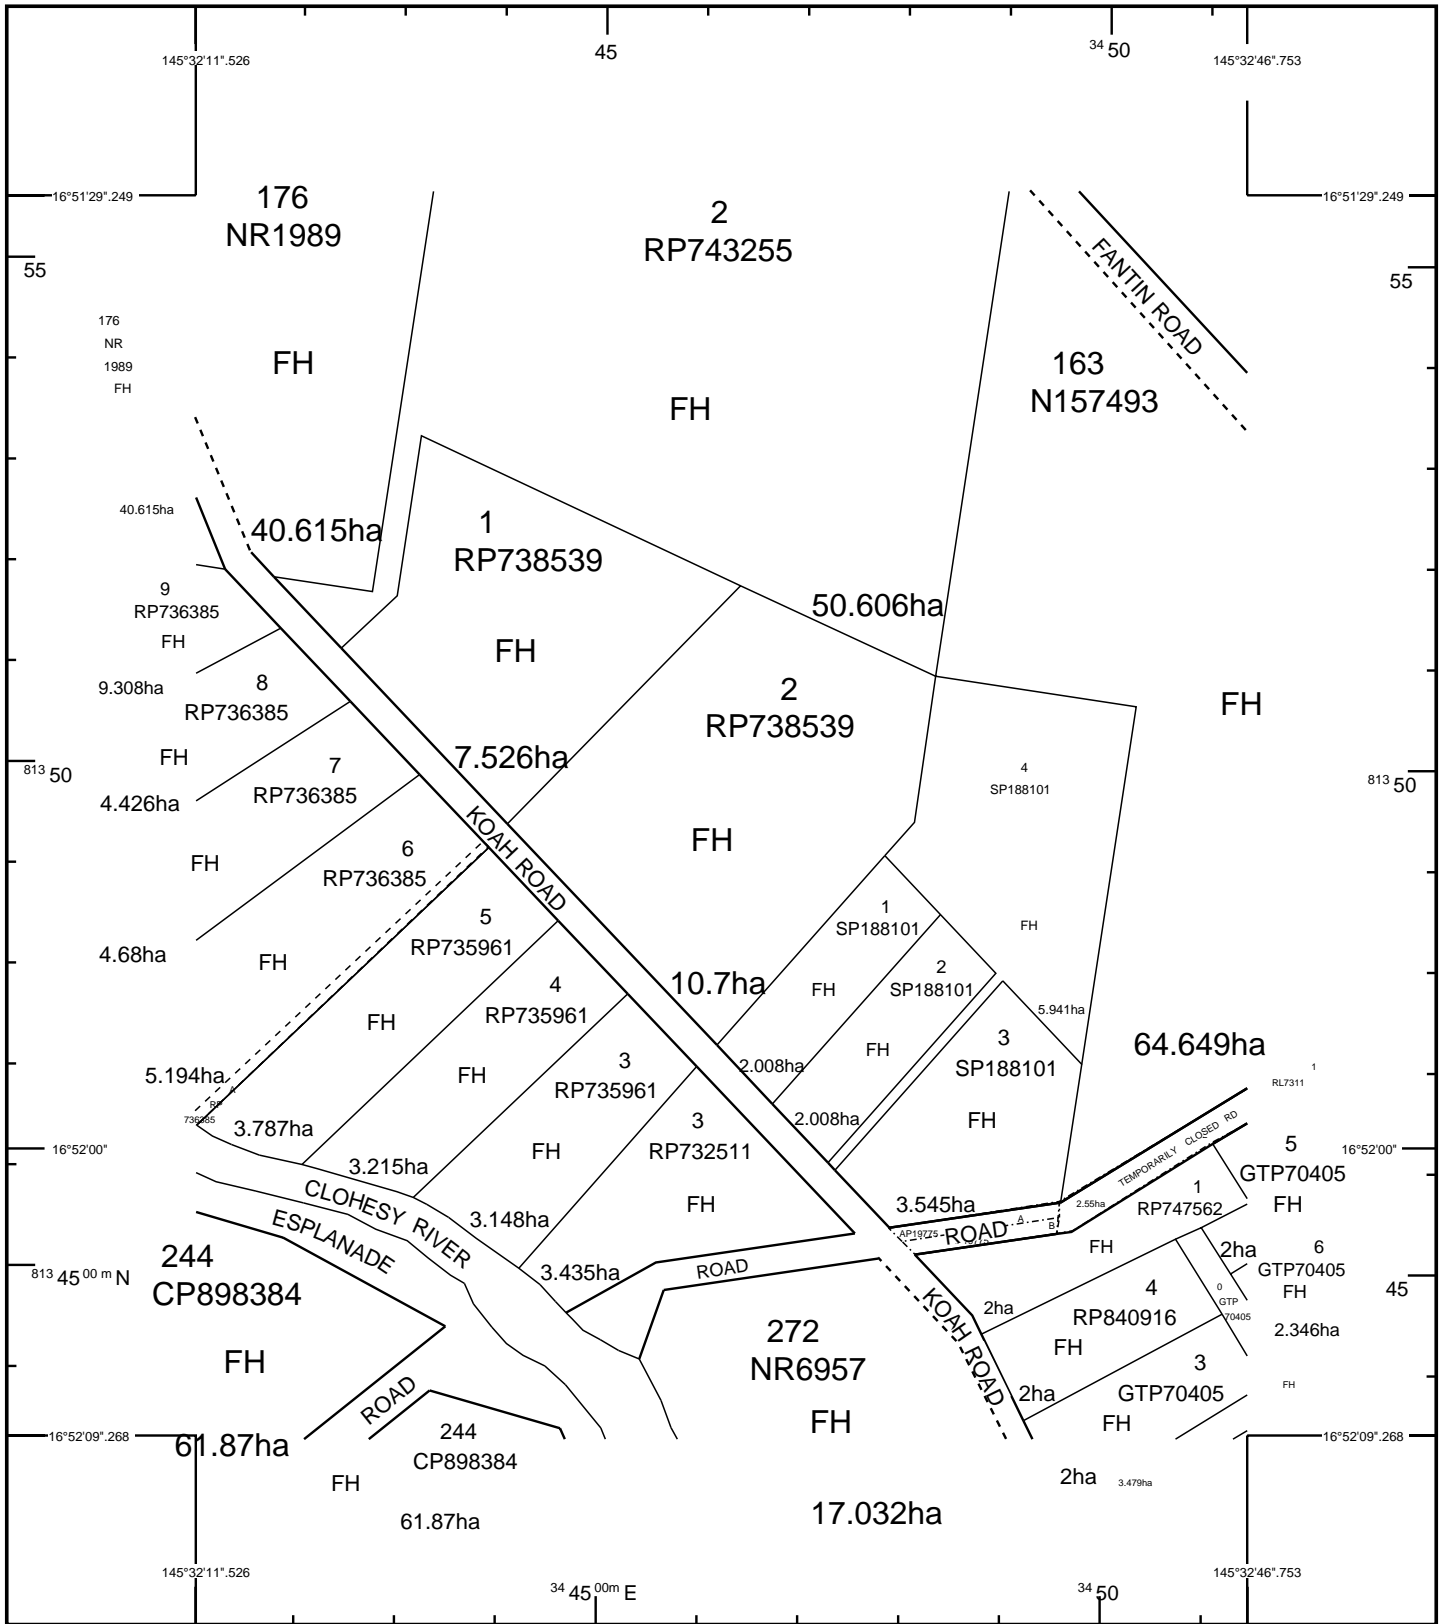 45
34 50
145°32'11".526
145°32'46".753
16°51'29".249
16°51'29".249
176
NR1989
2
RP743255
FANTIN ROAD
55
55
176
NR
1989
FH
FH
FH
163
N157493
40.615ha
40.615ha
1
RP738539
9
RP736385
FH
50.606ha
FH
9.308ha
8
RP736385
2
RP738539
FH
FH
7.526ha
7
RP736385
4
SP188101
813 50
813 50
4.426ha
KOAH ROAD
FH
FH
6
RP736385
5
RP735961
1
SP188101
FH
4.68ha
FH
2
SP188101
10.7ha
4
RP735961
FH
5.941ha
FH
3
SP188101
64.649ha
FH
3
RP735961
2.008ha
5.194ha
FH
1
RL7311
A
RP
736385
3.787ha
3
RP732511
2.008ha
FH
TEMPORARILY CLOSED RD
16°52'00"
16°52'00"
5
GTP70405
FH
3.215ha
FH
CLOHESY RIVER
1
RP747562
3.148ha
FH
3.545ha
2.55ha
A
B
AP19775
ROAD
ESPLANADE
FH
2ha
6
GTP70405
FH
244
CP898384
813 45 00 m N
3.435ha
ROAD
45
KOAH ROAD
2ha
4
RP840916
FH
0
GTP
70405
2.346ha
272
NR6957
FH
FH
3
GTP70405
FH
FH
2ha
ROAD
16°52'09".268
16°52'09".268
61.87ha
244
CP898384
FH
2ha
3.479ha
61.87ha
17.032ha
145°32'11".526
145°32'46".753
34 45 00m E
34 50